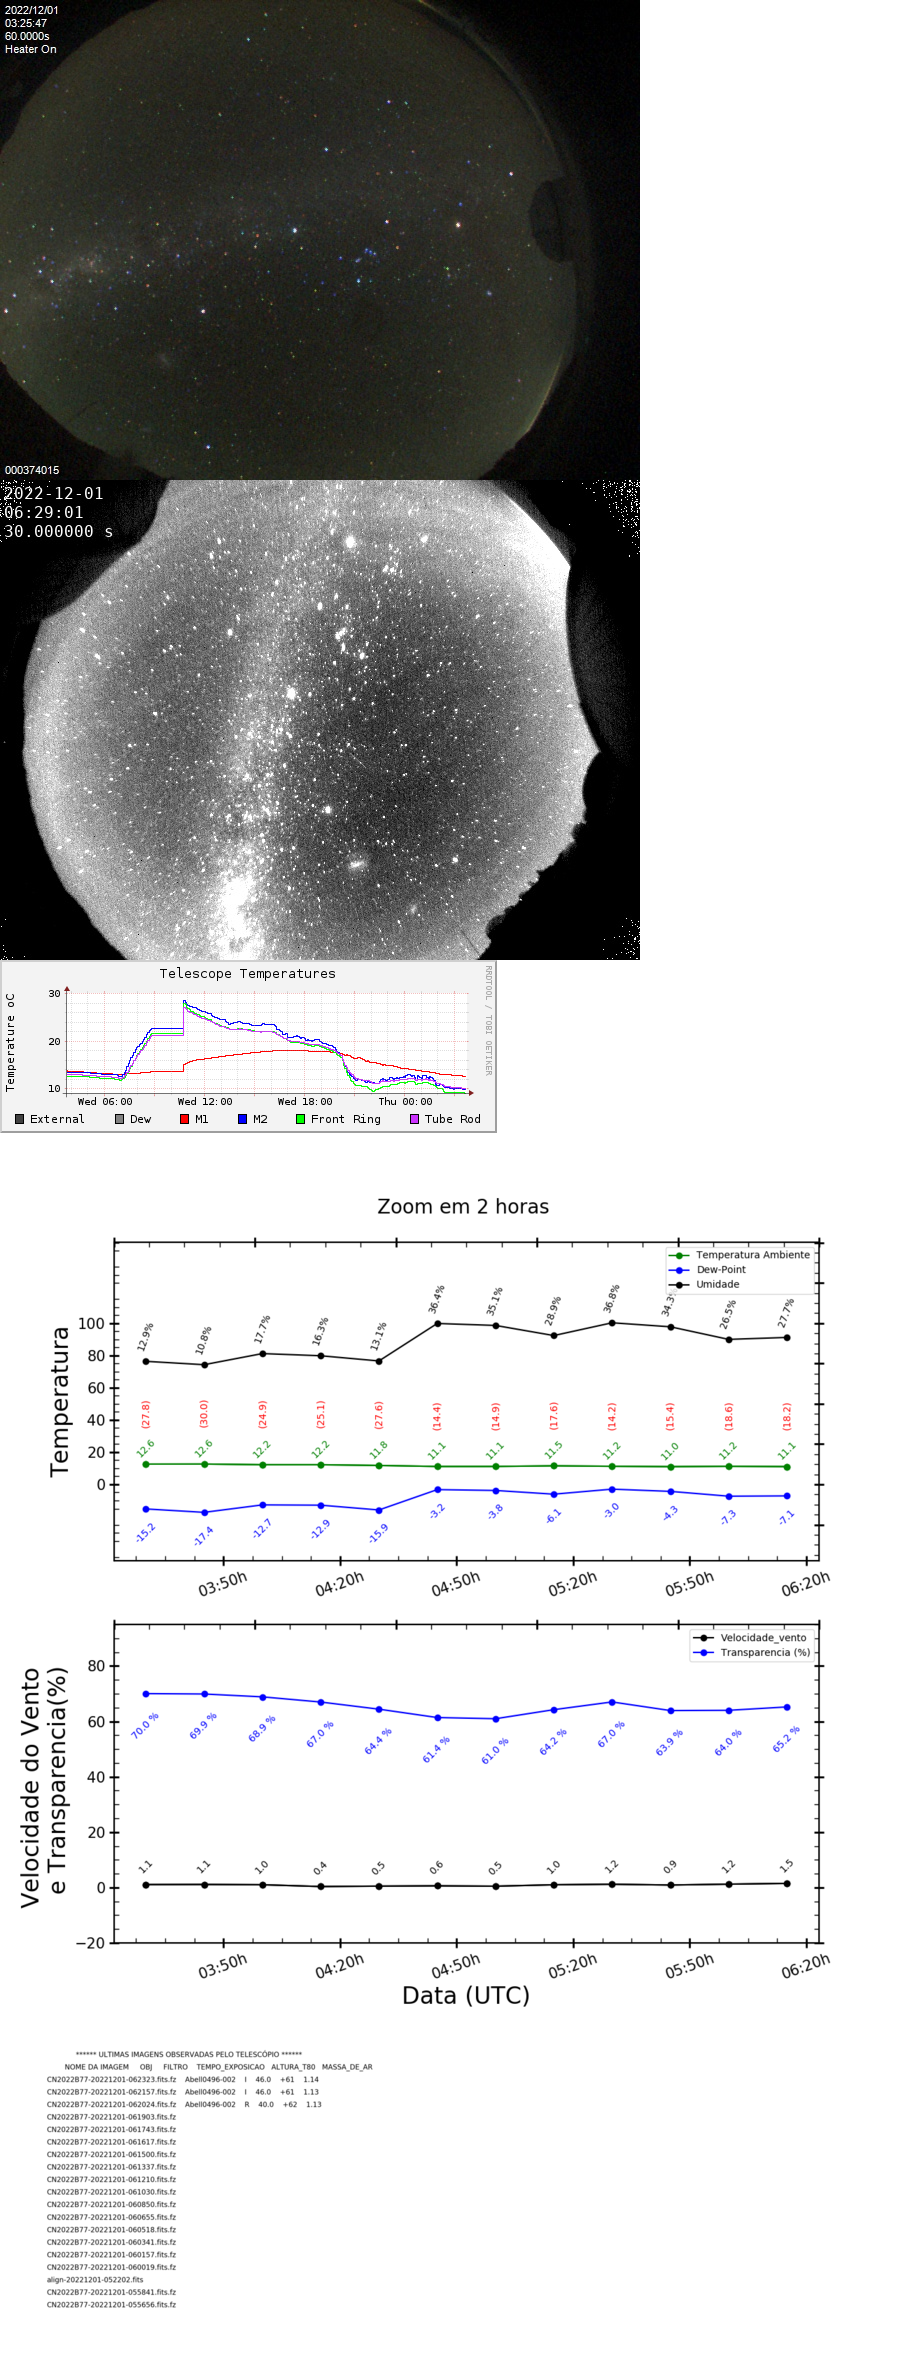 2022/12/01
03:25:47
60.0000s
Heater On
000374015
2022-12-01
06:29:01
30.000000 s
Telescope Temperatures
RRDTOOL / TOBI OETIKER
Temperature oC
30
20
10
Wed 06:00 Wed 12:00 Wed 18:00 Thu 00:00
External Dew M1 M2 Front Ring Tube Rod
Zoom em 2 horas
Temperatura Ambiente
Dew-Point
Umidade
Temperatura
100
80
60
40
20
0
12.9% 10.8% 17.7% 16.3% 13.1% 36.4% 35.1% 28.9% 36.8% 34.3% 26.5% 27.7%
(27.8) (30.0) (24.9) (25.1) (27.6) (14.4) (14.9) (17.6) (14.2) (15.4) (18.6) (18.2)
12.6 12.6 12.2 12.2 11.8 11.1 11.1 11.5 11.2 11.0 11.2 11.1
-15.2 -17.4 -12.7 -12.9 -15.9 -3.2 -3.8 -6.1 -3.0 -4.3 -7.3 -7.1
03:50h 04:20h 04:50h 05:20h 05:50h 06:20h
Velocidade_vento
Transparencia (%)
Velocidade do Vento
e Transparencia(%)
80
60
40
20
0
−20
70.0 % 69.9 % 68.9 % 67.0 % 64.4 % 61.4 % 61.0 % 64.2 % 67.0 % 63.9 % 64.0 % 65.2 %
1.1 1.1 1.0 0.4 0.5 0.6 0.5 1.0 1.2 0.9 1.2 1.5
03:50h 04:20h 04:50h 05:20h 05:50h 06:20h
Data (UTC)
****** ULTIMAS IMAGENS OBSERVADAS PELO TELESCÓPIO ******
NOME DA IMAGEM OBJ FILTRO TEMPO_EXPOSICAO ALTURA_T80 MASSA_DE_AR
CN2022B77-20221201-062323.fits.fz Abell0496-002 I 46.0 +61 1.14
CN2022B77-20221201-062157.fits.fz Abell0496-002 I 46.0 +61 1.13
CN2022B77-20221201-062024.fits.fz Abell0496-002 R 40.0 +62 1.13
CN2022B77-20221201-061903.fits.fz
CN2022B77-20221201-061743.fits.fz
CN2022B77-20221201-061617.fits.fz
CN2022B77-20221201-061500.fits.fz
CN2022B77-20221201-061337.fits.fz
CN2022B77-20221201-061210.fits.fz
CN2022B77-20221201-061030.fits.fz
CN2022B77-20221201-060850.fits.fz
CN2022B77-20221201-060655.fits.fz
CN2022B77-20221201-060518.fits.fz
CN2022B77-20221201-060341.fits.fz
CN2022B77-20221201-060157.fits.fz
CN2022B77-20221201-060019.fits.fz
align-20221201-052202.fits
CN2022B77-20221201-055841.fits.fz
CN2022B77-20221201-055656.fits.fz